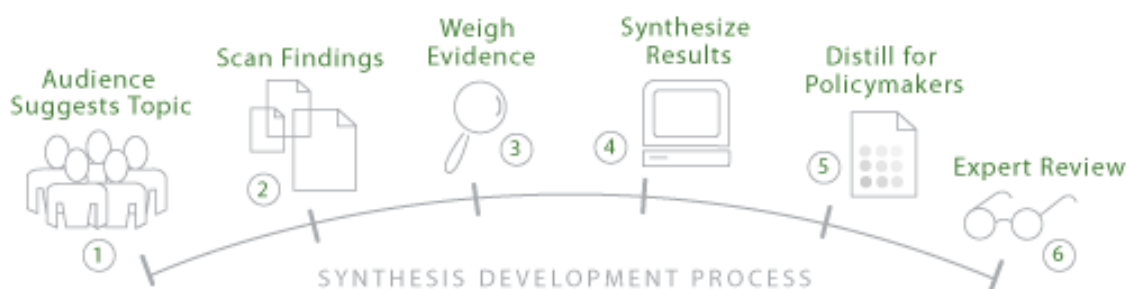 Audience
Suggests Topic
1
Scan Findings
2
Weigh
Evidence
3
Synthesize
Results
4
Distill for
Policymakers
5
Expert Review
6
SYNTHESIS DEVELOPMENT PROCESS